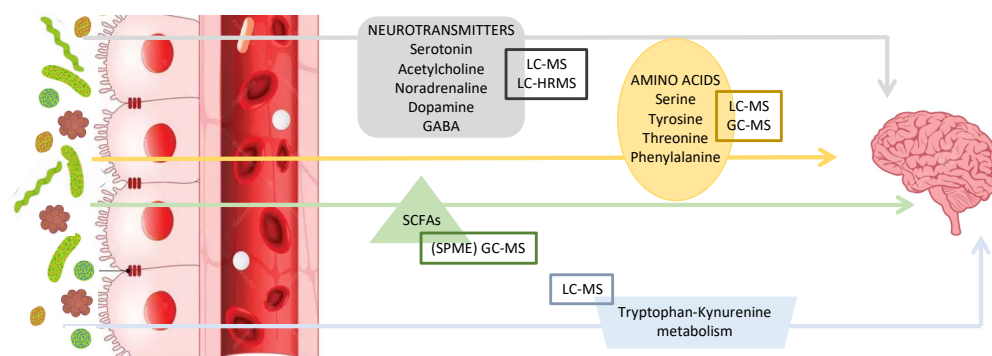 NEUROTRANSMITTERS
Serotonin
Acetylcholine
Noradrenaline
Dopamine
GABA
LC-MS
LC-HRMS
AMINO ACIDS
Serine
Tyrosine
Threonine
Phenylalanine
LC-MS
GC-MS
SCFAs
(SPME) GC-MS
LC-MS
Tryptophan-Kynurenine
metabolism